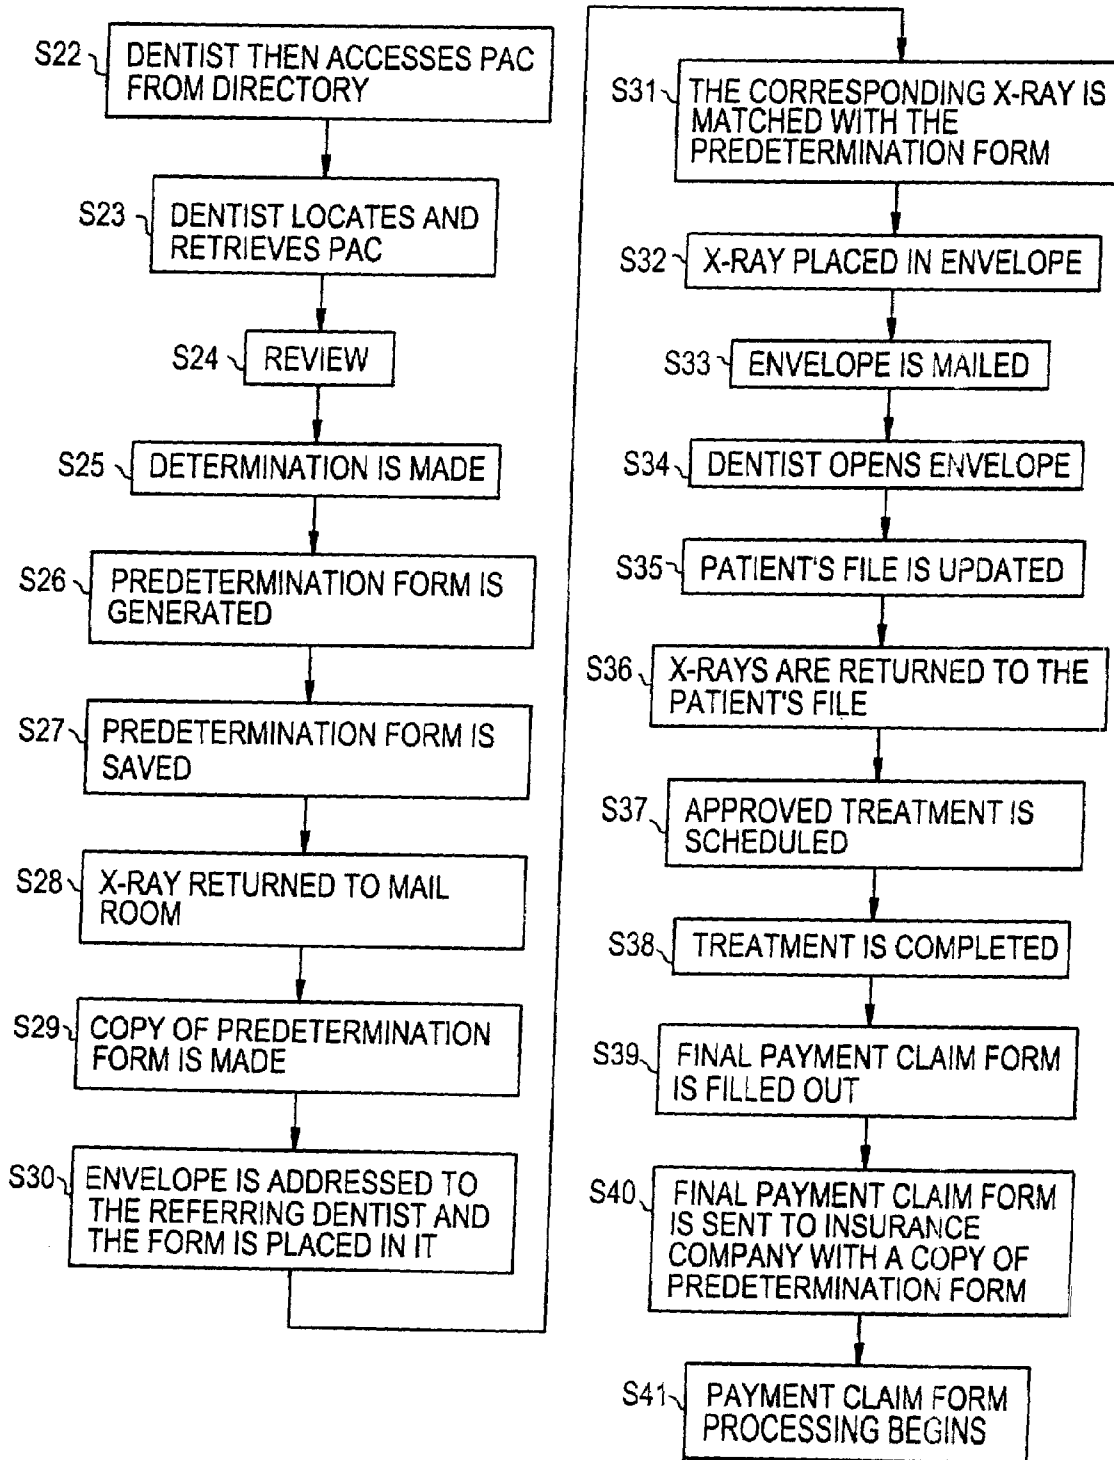 S22
DENTIST THEN ACCESSES PAC
FROM DIRECTORY
S23
DENTIST LOCATES AND
RETRIEVES PAC
S24
REVIEW
S25
DETERMINATION IS MADE
S26
PREDETERMINATION FORM IS
GENERATED
S27
PREDETERMINATION FORM IS
SAVED
S28
X-RAY RETURNED TO MAIL
ROOM
S29
COPY OF PREDETERMINATION
FORM IS MADE
S30
ENVELOPE IS ADDRESSED TO
THE REFERRING DENTIST AND
THE FORM IS PLACED IN IT
S31
THE CORRESPONDING X-RAY IS
MATCHED WITH THE
PREDETERMINATION FORM
S32
X-RAY PLACED IN ENVELOPE
S33
ENVELOPE IS MAILED
S34
DENTIST OPENS ENVELOPE
S35
PATIENT'S FILE IS UPDATED
S36
X-RAYS ARE RETURNED TO THE
PATIENT'S FILE
S37
APPROVED TREATMENT IS
SCHEDULED
S38
TREATMENT IS COMPLETED
S39
FINAL PAYMENT CLAIM FORM
IS FILLED OUT
S40
FINAL PAYMENT CLAIM FORM
IS SENT TO INSURANCE
COMPANY WITH A COPY OF
PREDETERMINATION FORM
S41
PAYMENT CLAIM FORM
PROCESSING BEGINS